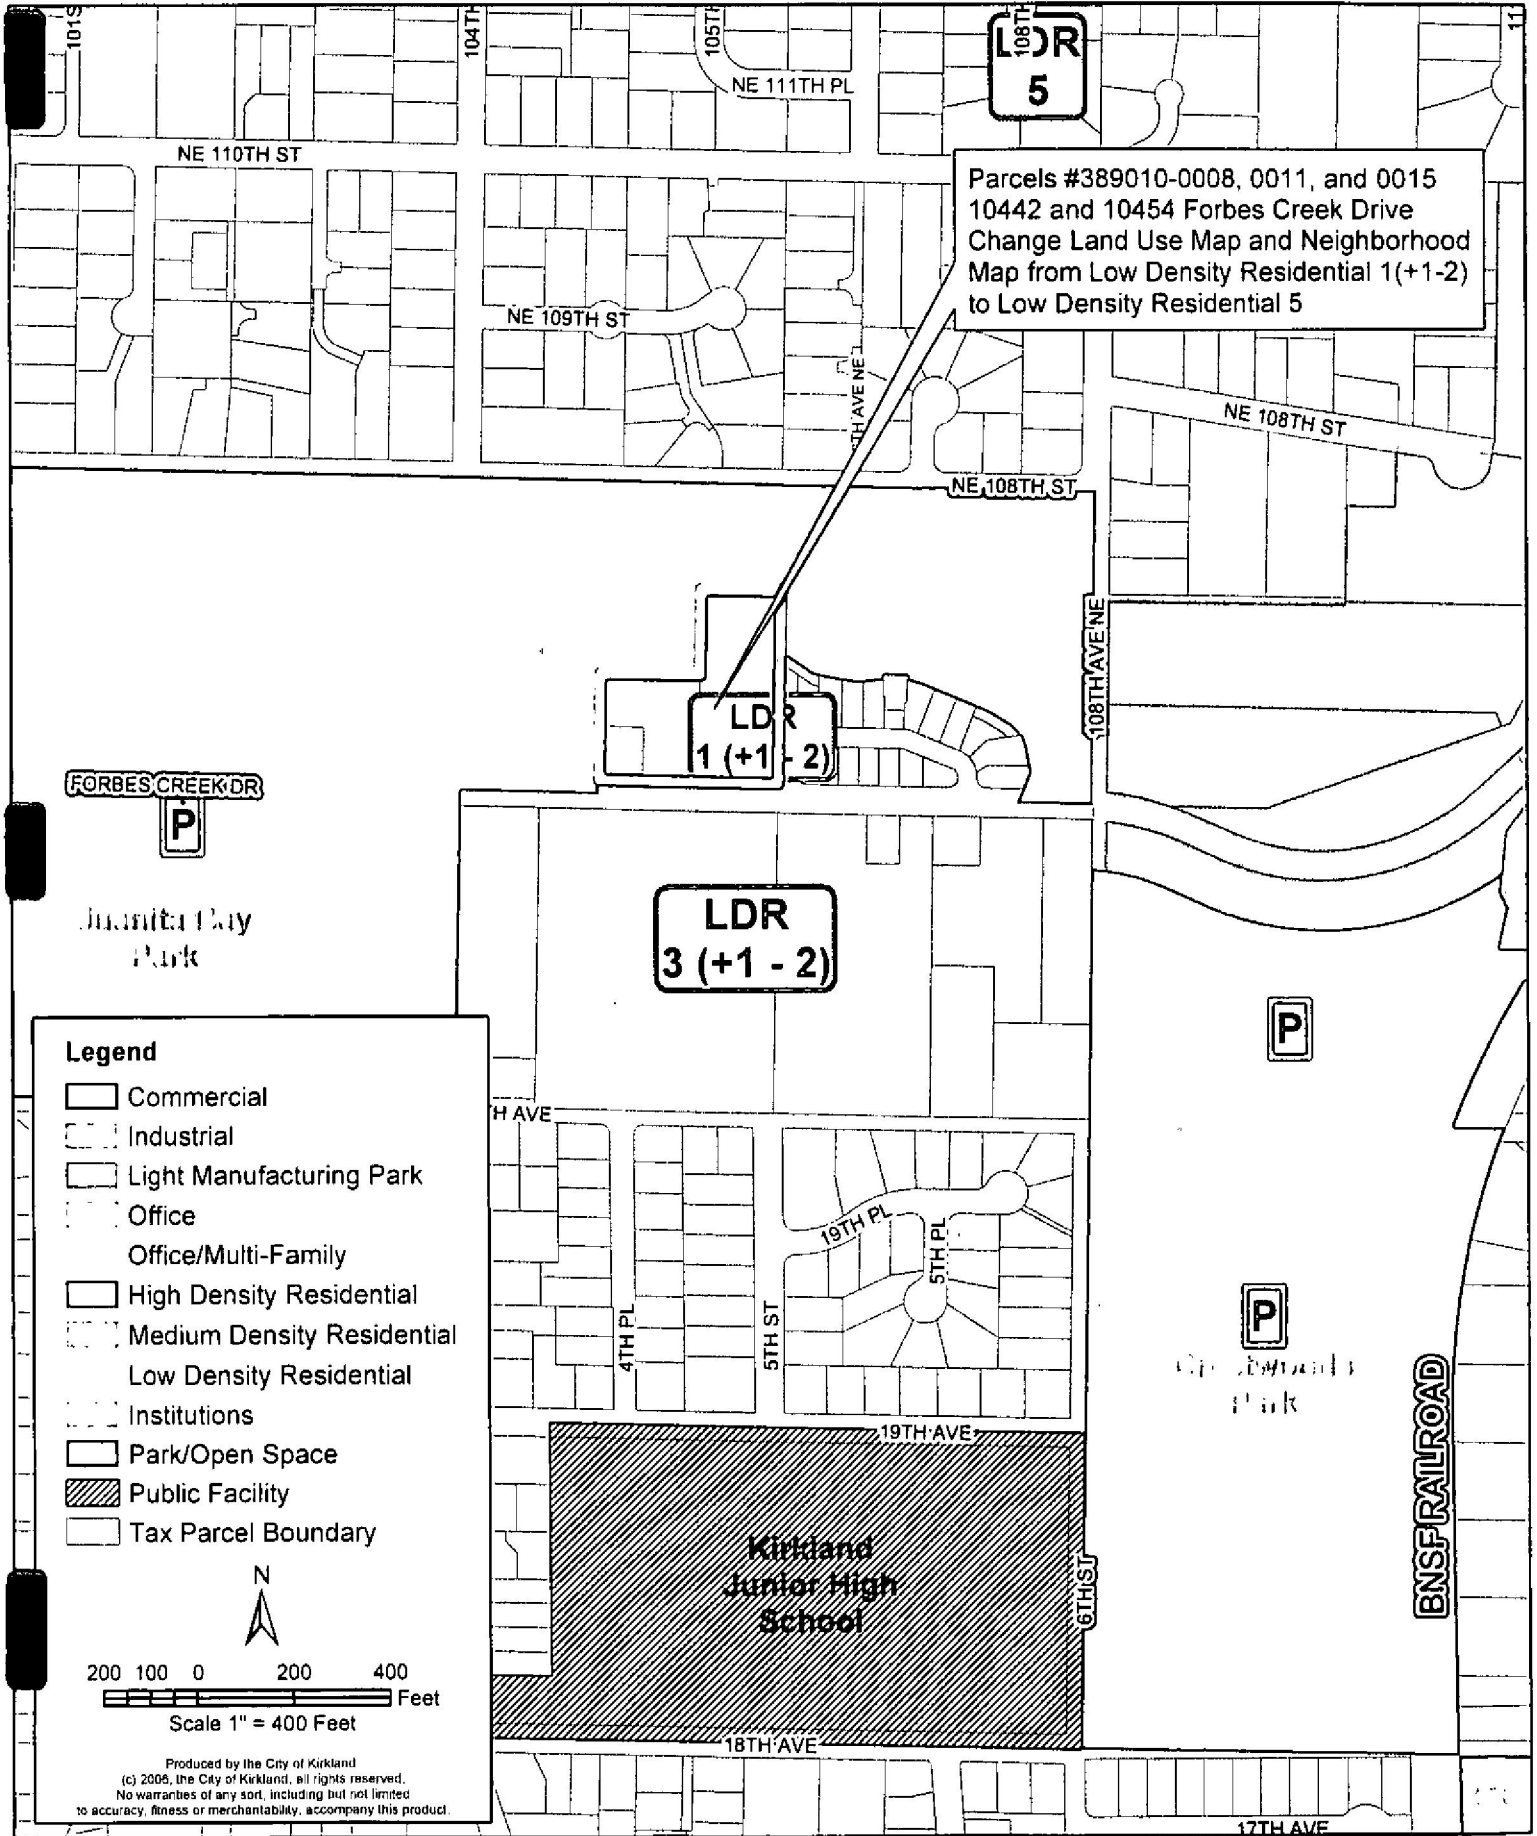 101S
104TH
105TH
108TH
11
LDR
5
NE 111TH PL
NE 110TH ST
Parcels #389010-0008, 0011, and 0015
10442 and 10454 Forbes Creek Drive
Change Land Use Map and Neighborhood
Map from Low Density Residential 1(+1-2)
to Low Density Residential 5
NE 109TH ST
TH AVE NE
NE 108TH ST
NE 108TH ST
108TH AVE NE
LDR
1 (+1 - 2)
FORBES CREEK DR
P
Juanita Bay
Park
LDR
3 (+1 - 2)
P
Legend
Commercial
Industrial
Light Manufacturing Park
Office
Office/Multi-Family
High Density Residential
Medium Density Residential
Low Density Residential
Institutions
Park/Open Space
Public Facility
Tax Parcel Boundary
N
200 100 0 200 400
Feet
Scale 1" = 400 Feet
Produced by the City of Kirkland
(c) 2006, the City of Kirkland, all rights reserved.
No warranties of any sort, including but not limited
to accuracy, fitness or merchantability, accompany this product.
H AVE
19TH PL
5TH PL
4TH PL
5TH ST
P
Park
BNSF RAILROAD
19TH AVE
Kirkland
Junior High
School
6TH ST
18TH AVE
17TH AVE